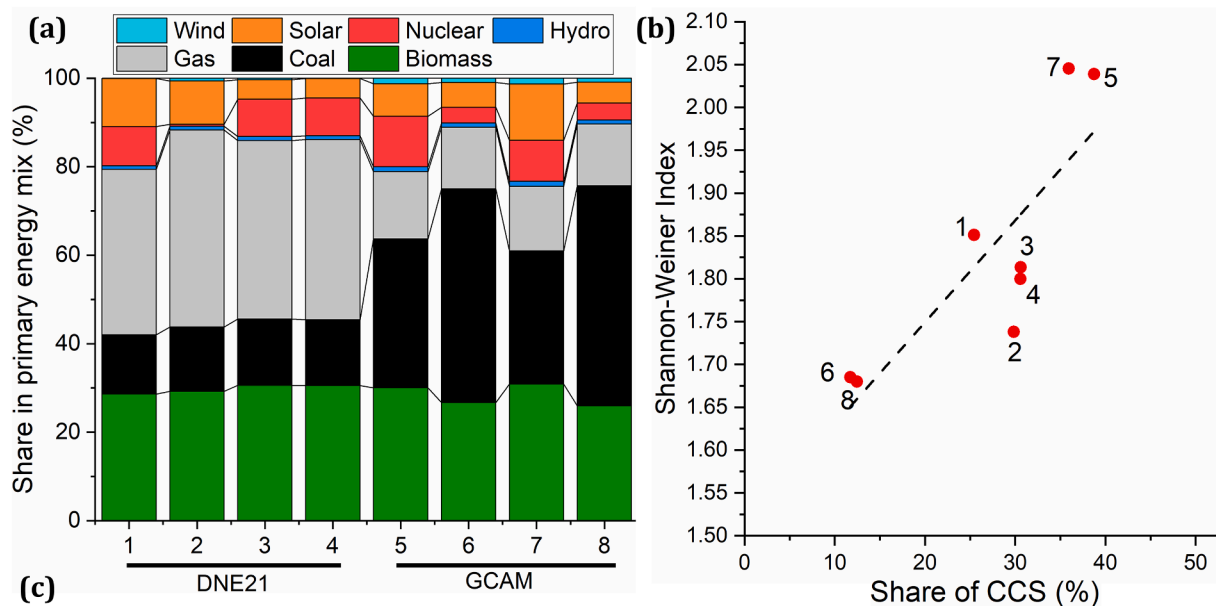 (a)
Wind Solar Nuclear Hydro
Gas Coal Biomass
Share in primary energy mix (%)
100
80
60
40
20
0
1 2 3 4 5 6 7 8
DNE21 GCAM
(b)
Shannon-Weiner Index
2.10
2.05
2.00
1.95
1.90
1.85
1.80
1.75
1.70
1.65
1.60
1.55
1.50
7
5
1
3
4
2
6
8
0 10 20 30 40 50
Share of CCS (%)
(c)